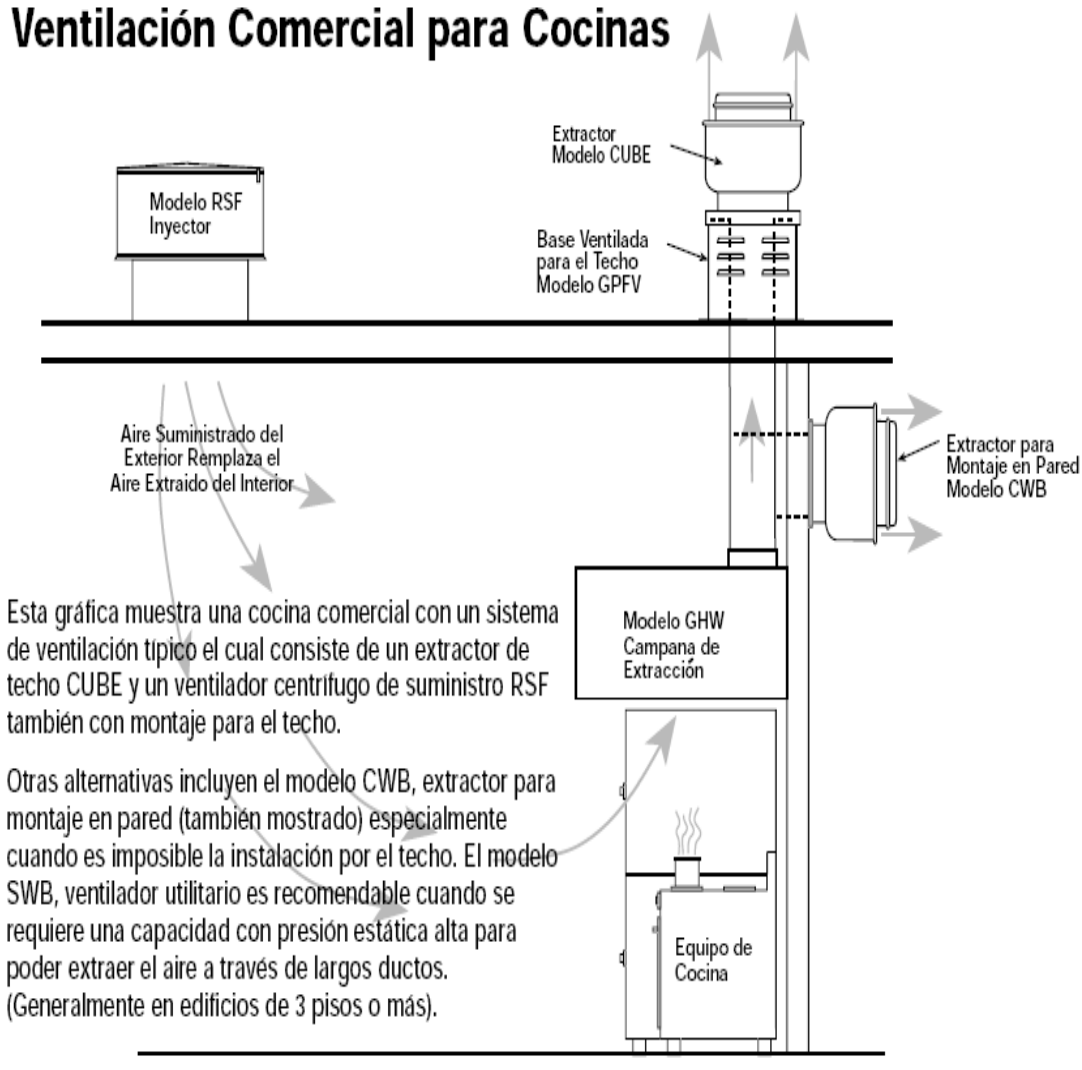 Ventilación Comercial para Cocinas
Extractor
Modelo CUBE
Modelo RSF
Inyector
Base Ventilada
para el Techo
Modelo GPFV
Aire Suministrado del
Exterior Remplaza el
Aire Extraido del Interior
Extractor para
Montaje en Pared
Modelo CWB
Esta gráfica muestra una cocina comercial con un sistema
de ventilación típico el cual consiste de un extractor de
techo CUBE y un ventilador centrífugo de suministro RSF
también con montaje para el techo.
Modelo GHW
Campana de
Extracción
Otras alternativas incluyen el modelo CWB, extractor para
montaje en pared (también mostrado) especialmente
cuando es imposible la instalación por el techo. El modelo
SWB, ventilador utilitario es recomendable cuando se
requiere una capacidad con presión estática alta para
poder extraer el aire a través de largos ductos.
(Generalmente en edificios de 3 pisos o más).
Equipo de
Cocina